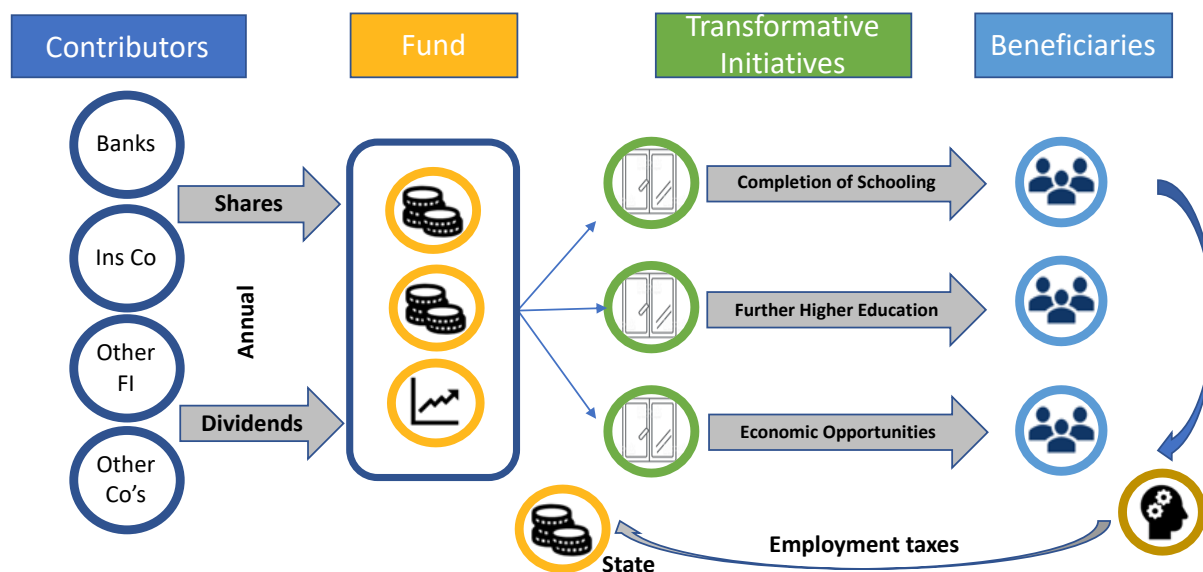 Contributors
Fund
Transformative
Initiatives
Beneficiaries
Banks
Ins Co
Other
FI
Other
Co's
Shares
Annual
Dividends
Completion of Schooling
Further Higher Education
Economic Opportunities
Employment taxes
State